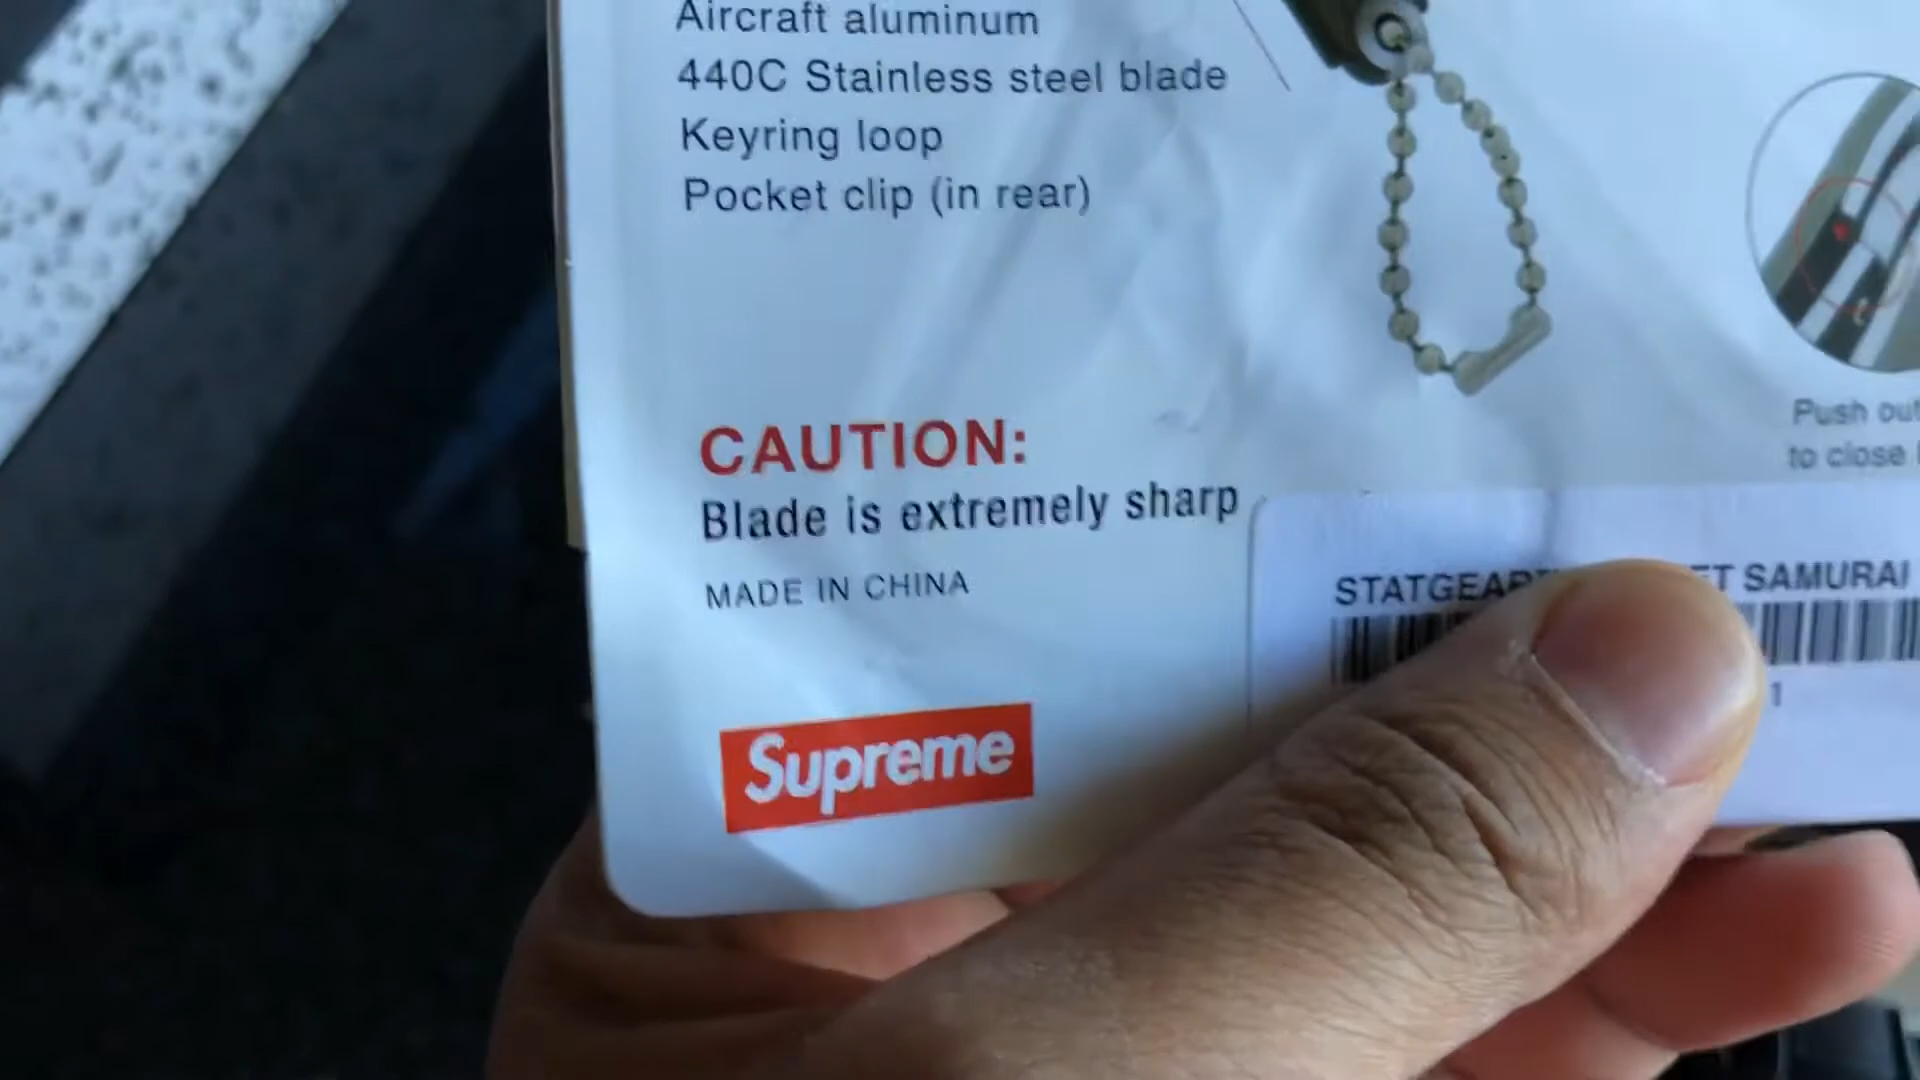 Aircraft aluminum
440C Stainless steel blade
Keyring loop
Pocket clip (in rear)
Push out
to close
CAUTION:
Blade is extremely sharp
MADE IN CHINA
STATGEAR SAMURAI
1
Supreme